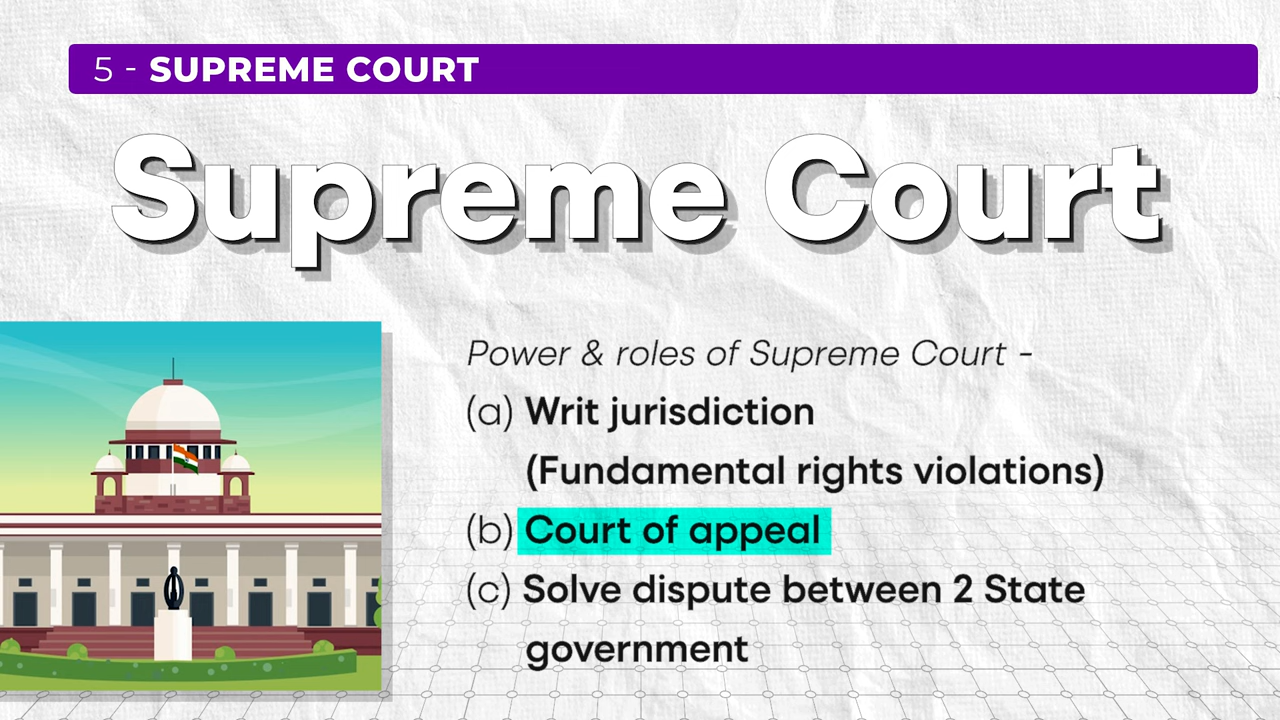 5 - SUPREME COURT
Supreme Court
Power & roles of Supreme Court -
(a) Writ jurisdiction
(Fundamental rights violations)
(b) Court of appeal
(c) Solve dispute between 2 State
government